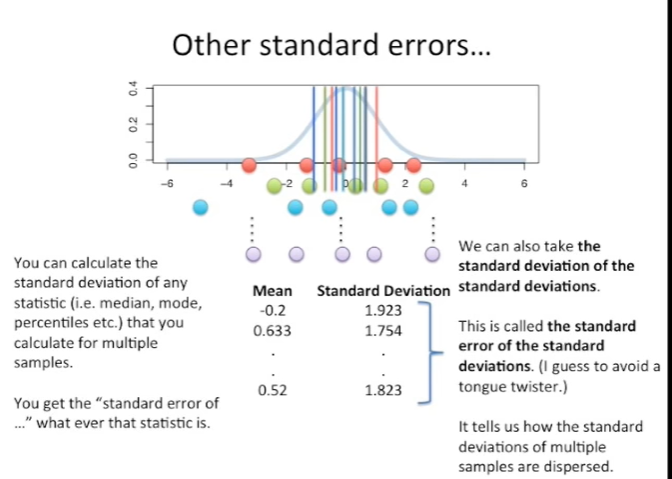 Other standard errors...
0.4
0.2
0.0
-6
-4
-2
0
2
4
6
You can calculate the
standard deviation of any
statistic (i.e. median, mode,
percentiles etc.) that you
calculate for multiple
samples.
You get the “standard error of
...” what ever that statistic is.
Mean Standard Deviation
-0.2 1.923
0.633 1.754
. .
. .
0.52 1.823
We can also take the
standard deviation of the
standard deviations.
This is called the standard
error of the standard
deviations. (I guess to avoid a
tongue twister.)
It tells us how the standard
deviations of multiple
samples are dispersed.